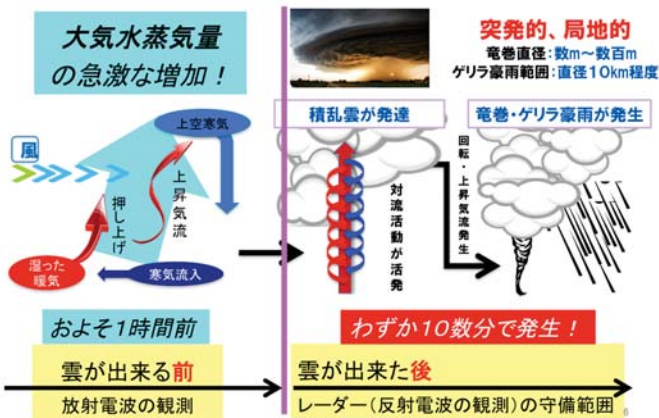 大気水蒸気量
の急激な増加！
突発的、局地的
竜巻直径：数m〜数百m
ゲリラ豪雨範囲：直径10km程度
積乱雲が発達
竜巻・ゲリラ豪雨が発生
上空寒気
風
押し上げ
上昇気流
湿った
暖気
寒気流入
対流活動が活発
回転・上昇気流発生
およそ1時間前
わずか10数分で発生！
雲が出来る前
放射電波の観測
雲が出来た後
レーダー（反射電波の観測）の守備範囲
6